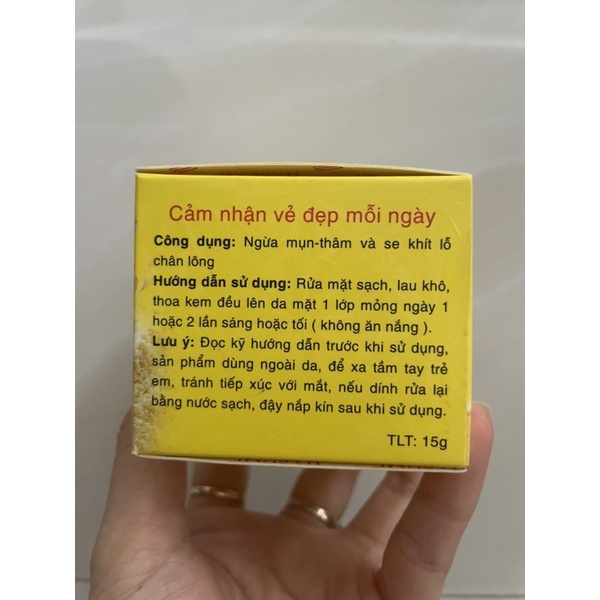 Cảm nhận vẻ đẹp mỗi ngày
Công dụng: Ngừa mụn-thâm và se khít lỗ
chân lông
Hướng dẫn sử dụng: Rửa mặt sạch, lau khô,
thoa kem đều lên da mặt 1 lớp mỏng ngày 1
hoặc 2 lần sáng hoặc tối ( không ăn nắng ).
Lưu ý: Đọc kỹ hướng dẫn trước khi sử dụng,
sản phẩm dùng ngoài da, để xa tầm tay trẻ
em, tránh tiếp xúc với mắt, nếu dính rửa lại
bằng nước sạch, đậy nắp kín sau khi sử dụng.
TLT: 15g